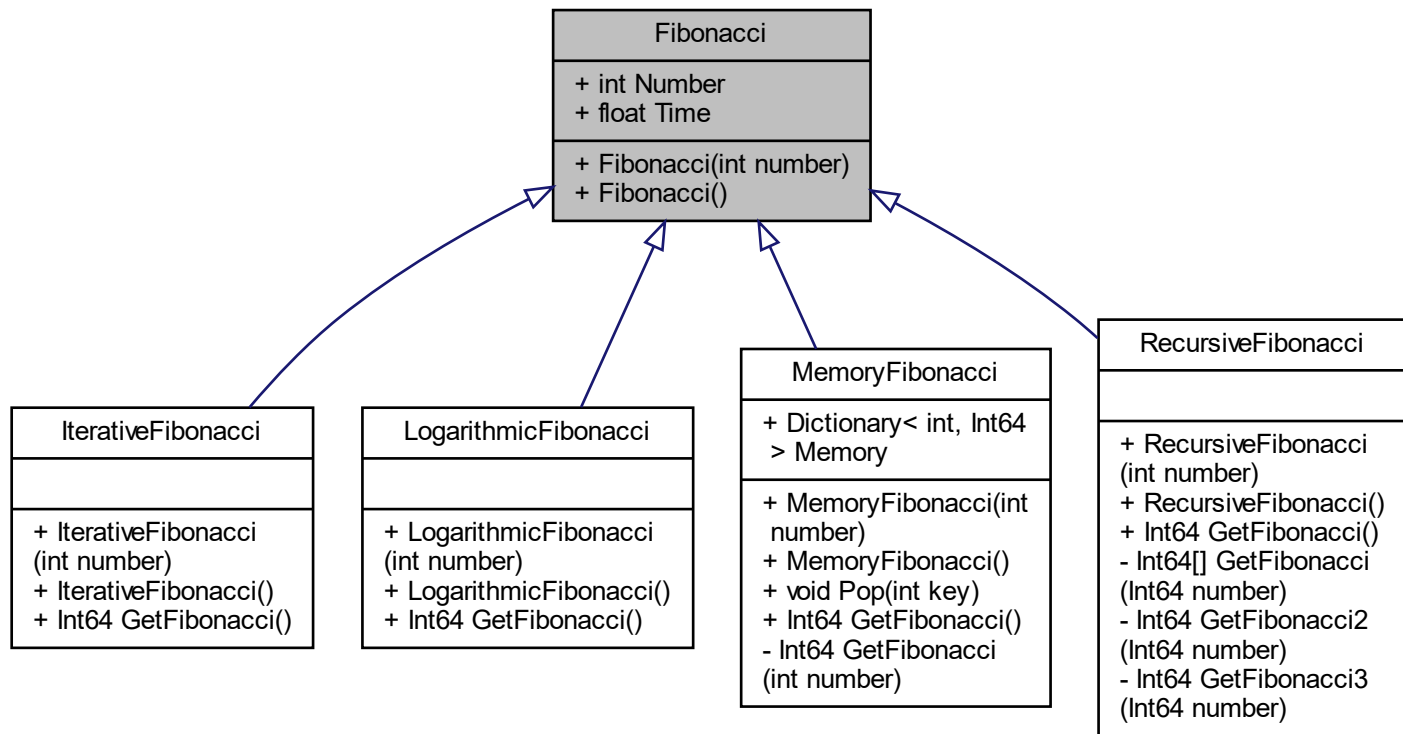 Fibonacci
+ int Number
+ float Time
+ Fibonacci(int number)
+ Fibonacci()
IterativeFibonacci
+ IterativeFibonacci
(int number)
+ IterativeFibonacci()
+ Int64 GetFibonacci()
LogarithmicFibonacci
+ LogarithmicFibonacci
(int number)
+ LogarithmicFibonacci()
+ Int64 GetFibonacci()
MemoryFibonacci
+ Dictionary< int, Int64
> Memory
+ MemoryFibonacci(int
number)
+ MemoryFibonacci()
+ void Pop(int key)
+ Int64 GetFibonacci()
- Int64 GetFibonacci
(int number)
RecursiveFibonacci
+ RecursiveFibonacci
(int number)
+ RecursiveFibonacci()
+ Int64 GetFibonacci()
- Int64[] GetFibonacci
(Int64 number)
- Int64 GetFibonacci2
(Int64 number)
- Int64 GetFibonacci3
(Int64 number)